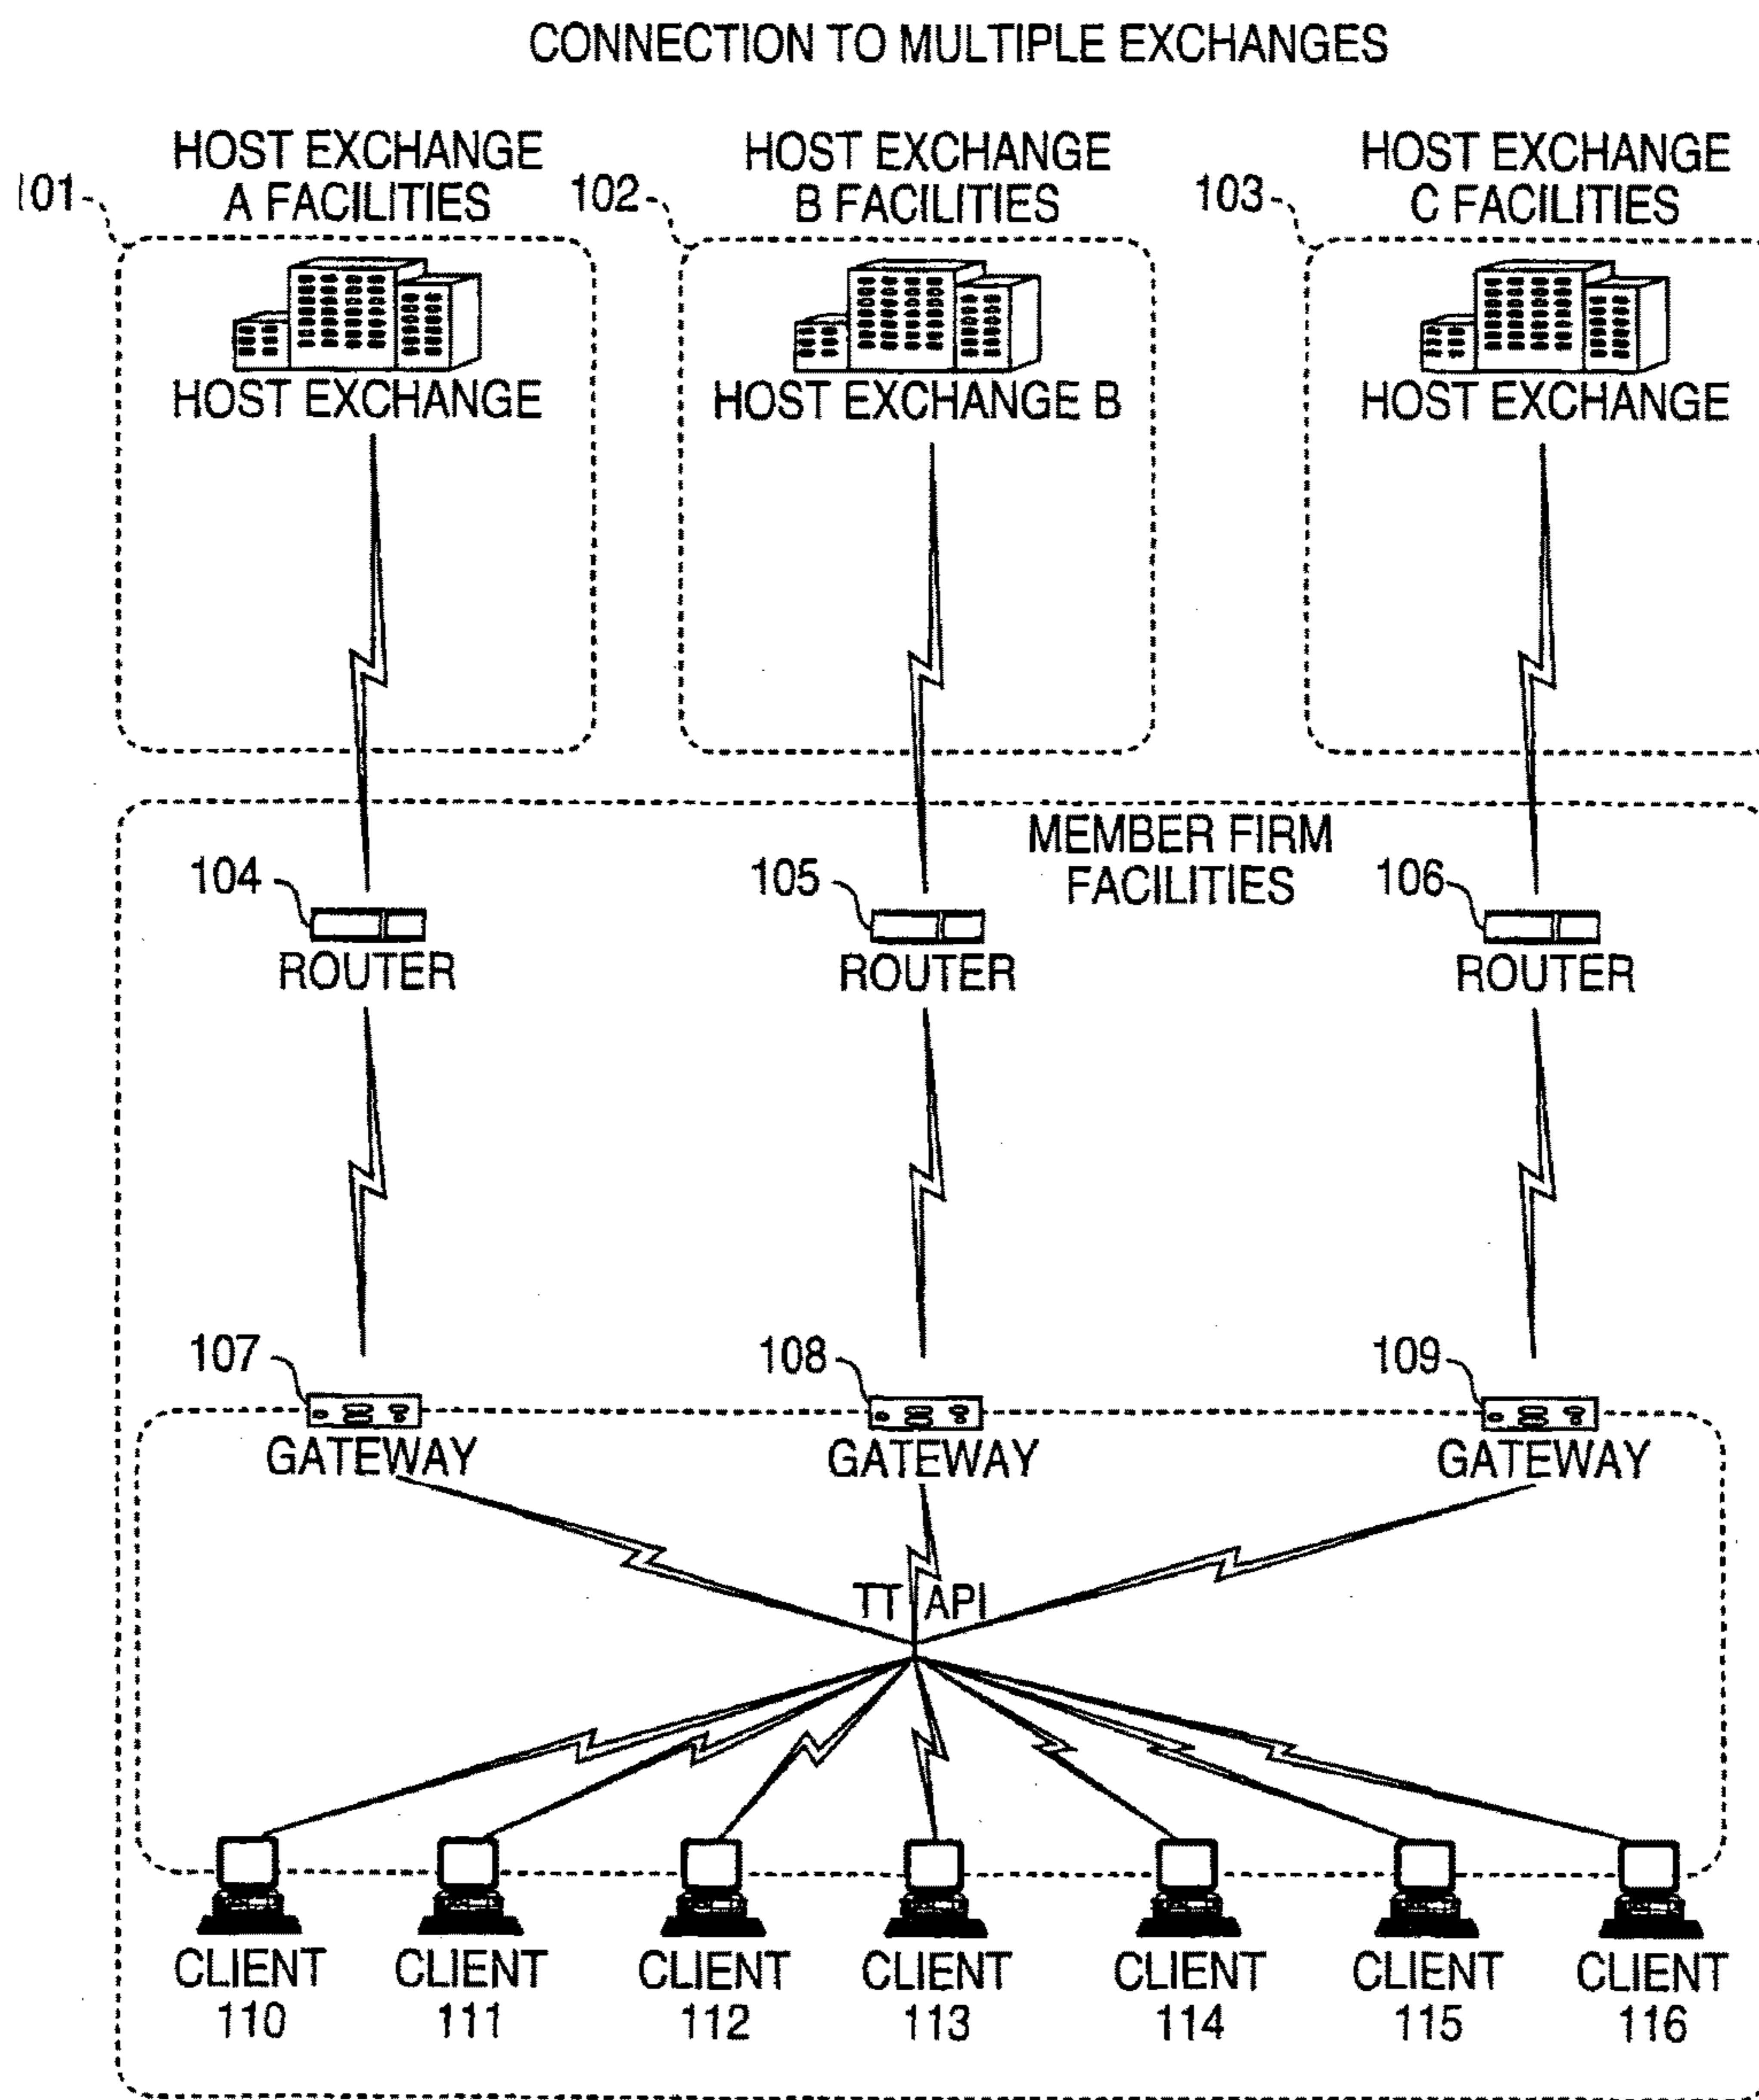 CONNECTION TO MULTIPLE EXCHANGES
HOST EXCHANGE
A FACILITIES
101
HOST EXCHANGE
B FACILITIES
102
HOST EXCHANGE
C FACILITIES
103
HOST EXCHANGE
HOST EXCHANGE B
HOST EXCHANGE
MEMBER FIRM
FACILITIES
104
ROUTER
105
ROUTER
106
ROUTER
107
GATEWAY
108
GATEWAY
109
GATEWAY
TT API
CLIENT
110
CLIENT
111
CLIENT
112
CLIENT
113
CLIENT
114
CLIENT
115
CLIENT
116